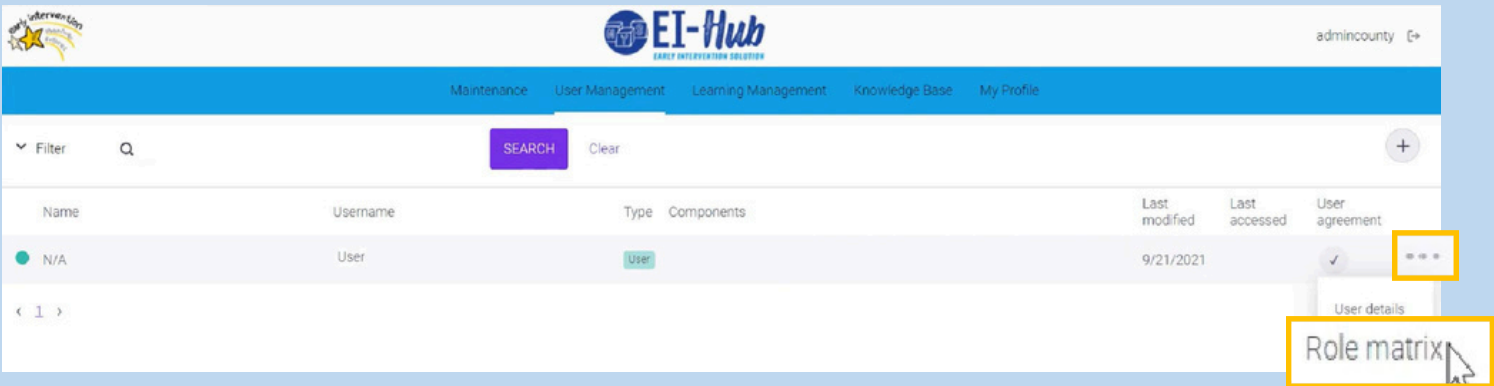 early intervention
EI-Hub
EARLY INTERVENTION SOLUTION
admincounty
Maintenance User Management Learning Management Knowledge Base My Profile
Filter SEARCH Clear +
Name Username Type Components Last modified Last accessed User agreement
N/A User User 9/21/2021 ✓ •••
‹ 1 ›
User details
Role matrix